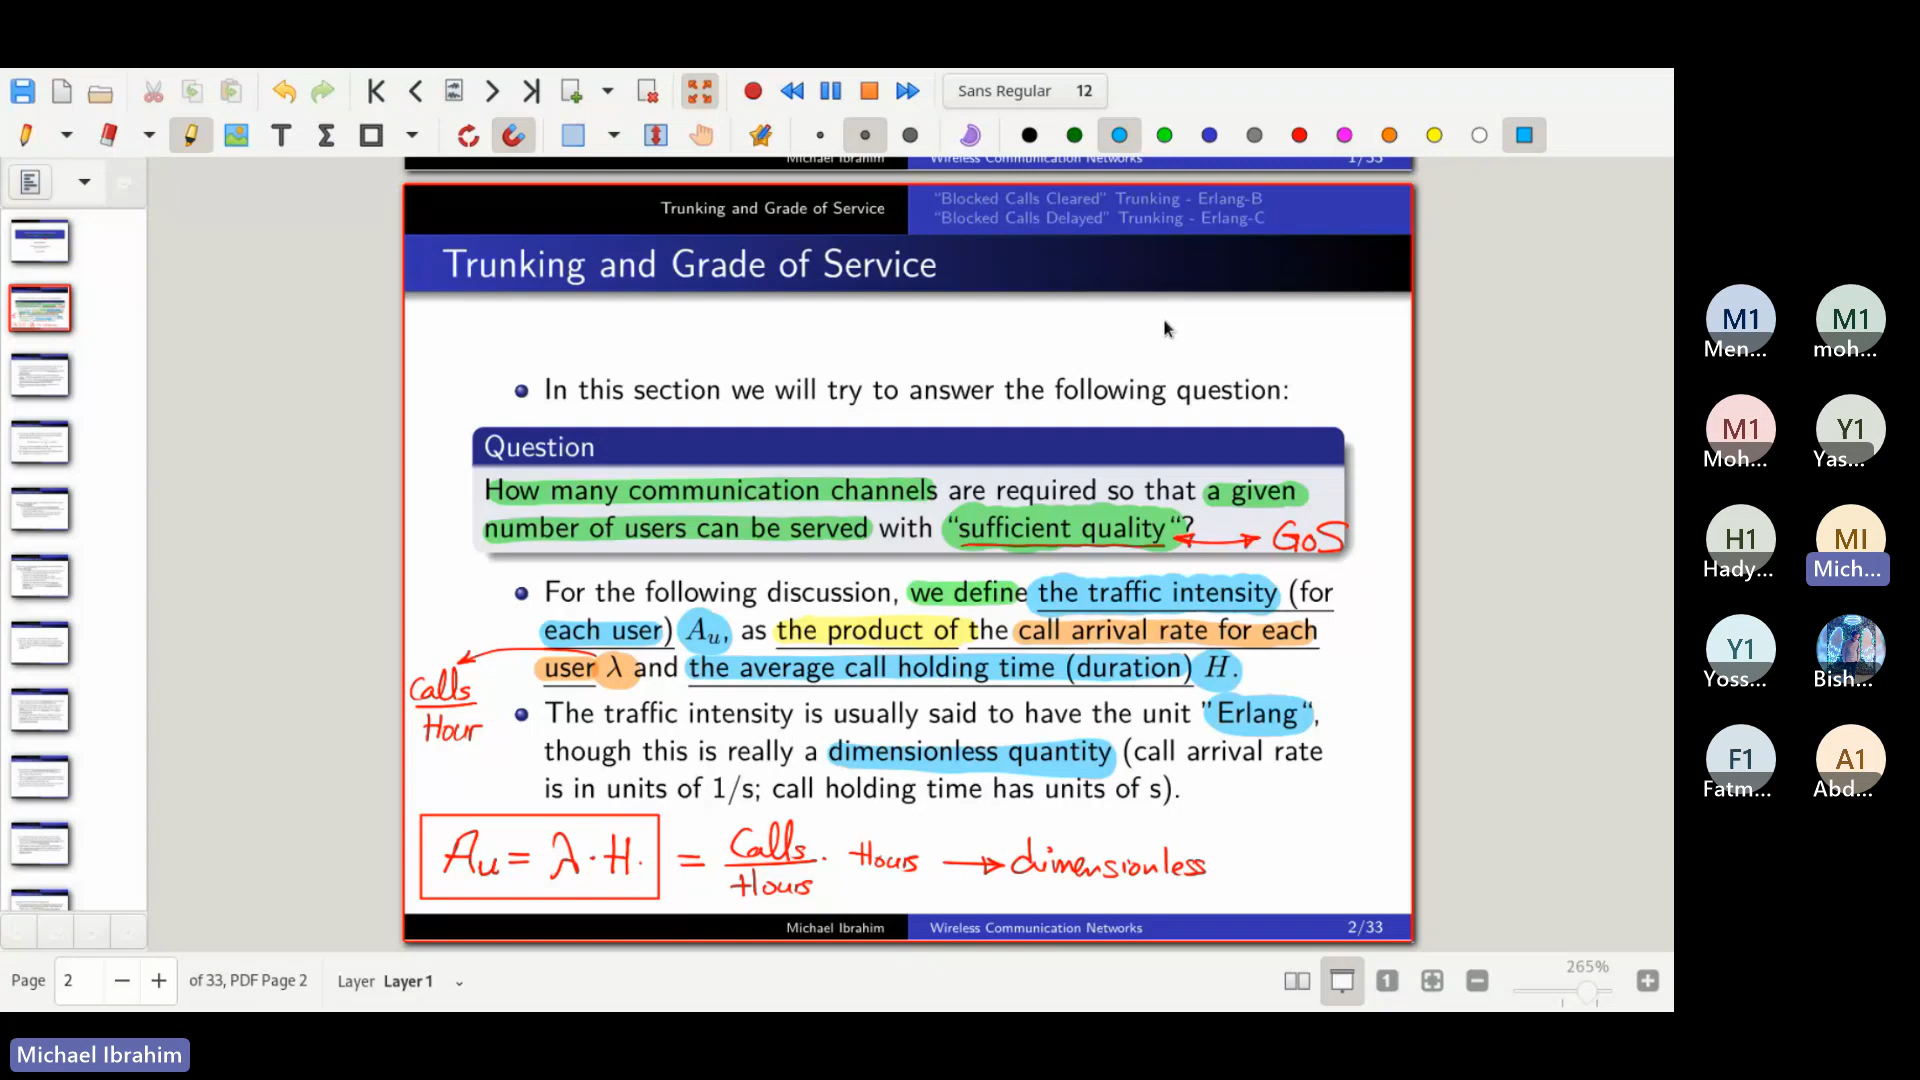 Sans Regular 12
Michael Ibrahim Wireless Communication Networks 1/33
Trunking and Grade of Service
"Blocked Calls Cleared" Trunking - Erlang-B
"Blocked Calls Delayed" Trunking - Erlang-C
Trunking and Grade of Service
In this section we will try to answer the following question:
Question
How many communication channels are required so that a given
number of users can be served with "sufficient quality"? GoS
For the following discussion, we define the traffic intensity (for
each user) Au, as the product of the call arrival rate for each
user λ and the average call holding time (duration) H.
Calls
Hour
The traffic intensity is usually said to have the unit "Erlang",
though this is really a dimensionless quantity (call arrival rate
is in units of 1/s; call holding time has units of s).
Au = λ·H. = Calls/Hours · Hours → dimensionless
Michael Ibrahim Wireless Communication Networks 2/33
Page 2 of 33, PDF Page 2 Layer Layer 1 265%
Michael Ibrahim
M1 M1
Men... moh...
M1 Y1
Moh... Yas...
H1 MI
Hady... Mich...
Y1
Yoss... Bish...
F1 A1
Fatm... Abd...